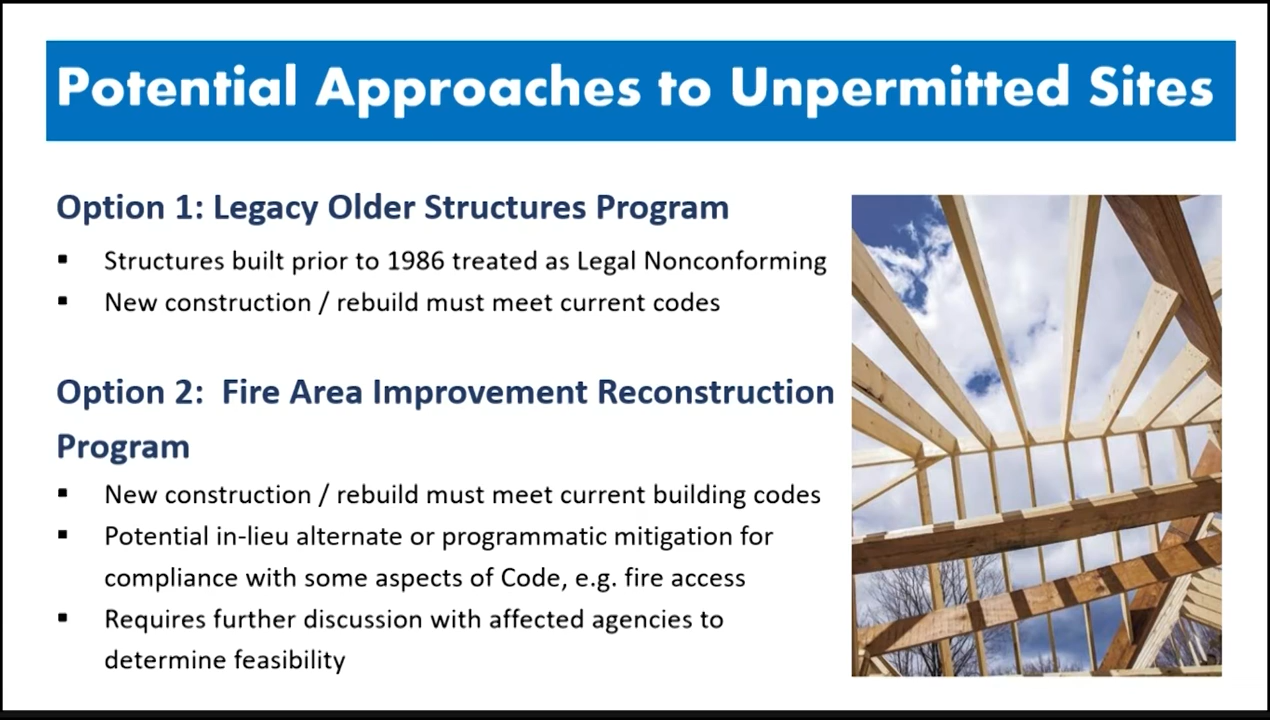 Potential Approaches to Unpermitted Sites
Option 1: Legacy Older Structures Program
▪ Structures built prior to 1986 treated as Legal Nonconforming
▪ New construction / rebuild must meet current codes
Option 2:  Fire Area Improvement Reconstruction
Program
▪ New construction / rebuild must meet current building codes
▪ Potential in-lieu alternate or programmatic mitigation for
compliance with some aspects of Code, e.g. fire access
▪ Requires further discussion with affected agencies to
determine feasibility